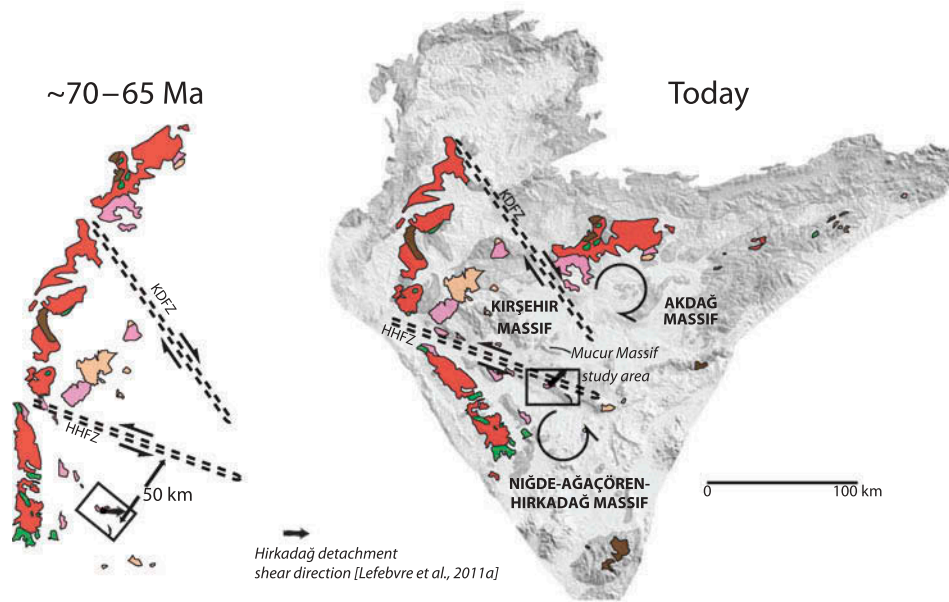 ~70–65 Ma
Today
KDFZ
KDFZ
KIRŞEHIR
MASSIF
AKDAĞ
MASSIF
HHFZ
Mucur Massif
study area
HHFZ
50 km
NIĞDE-AĞAÇÖREN-
HIRKADAĞ MASSIF
0 100 km
Hirkadağ detachment
shear direction [Lefebvre et al., 2011a]